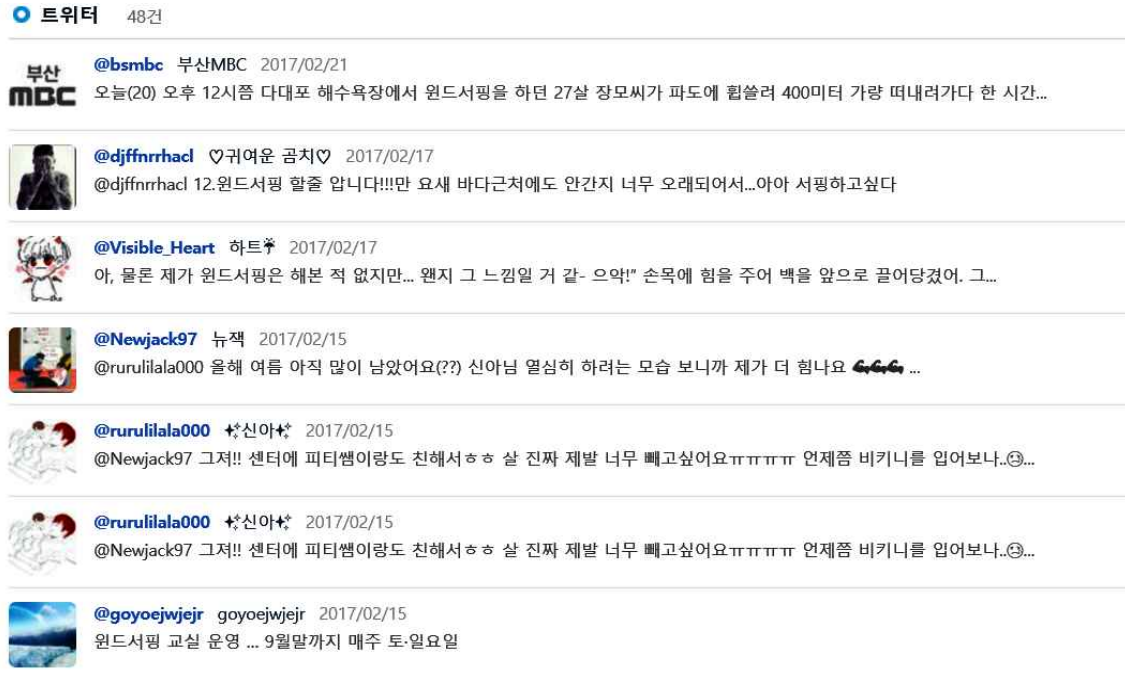 트위터 48건
부산
MBC
@bsmbc 부산MBC 2017/02/21
오늘(20) 오후 12시쯤 다대포 해수욕장에서 윈드서핑을 하던 27살 장모씨가 파도에 휩쓸려 400미터 가량 떠내려가다 한 시간...
@djffnrrhacl ♡귀여운 곰치♡ 2017/02/17
@djffnrrhacl 12.윈드서핑 할줄 압니다!!!만 요새 바다근처에도 안간지 너무 오래되어서...아아 서핑하고싶다
@Visible_Heart 하트☔ 2017/02/17
아, 물론 제가 윈드서핑은 해본 적 없지만... 왠지 그 느낌일 거 같- 으악!" 손목에 힘을 주어 백을 앞으로 끌어당겼어. 그...
@Newjack97 뉴잭 2017/02/15
@rurulilala000 올해 여름 아직 많이 남았어요(??) 신아님 열심히 하려는 모습 보니까 제가 더 힘나요 💪💪💪 ...
@rurulilala000 ✨신아✨ 2017/02/15
@Newjack97 그져!! 센터에 피티쌤이랑도 친해서ㅎㅎ 살 진짜 제발 너무 빼고싶어요ㅠㅠㅠㅠ 언제쯤 비키니를 입어보나..😥...
@rurulilala000 ✨신아✨ 2017/02/15
@Newjack97 그져!! 센터에 피티쌤이랑도 친해서ㅎㅎ 살 진짜 제발 너무 빼고싶어요ㅠㅠㅠㅠ 언제쯤 비키니를 입어보나..😥...
@goyoejwjejr goyoejwjejr 2017/02/15
윈드서핑 교실 운영 ... 9월말까지 매주 토·일요일